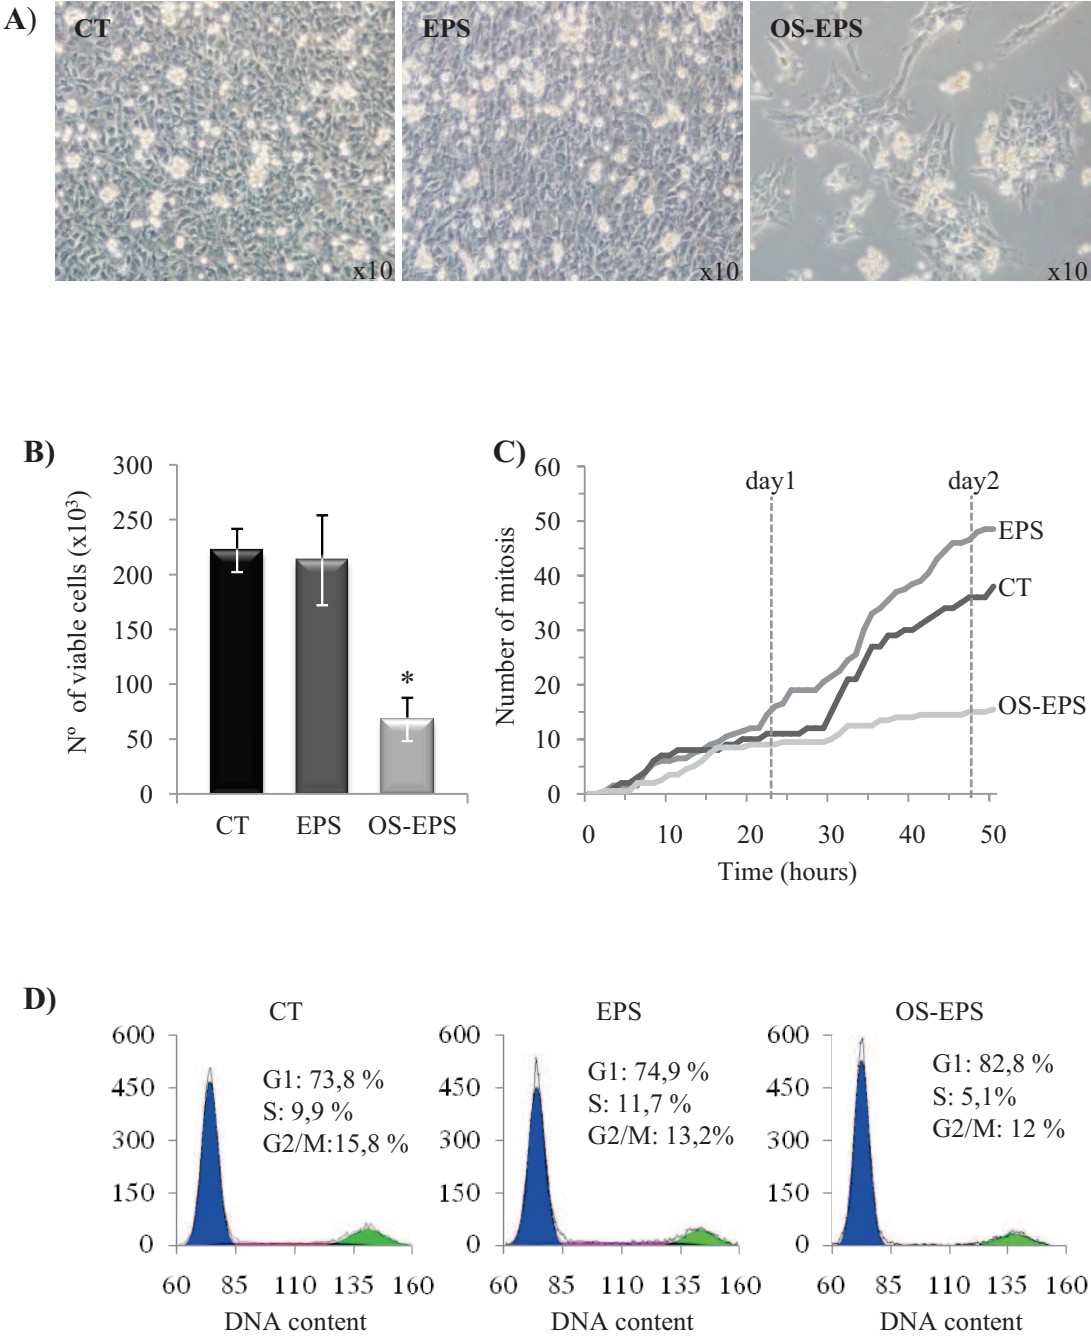 A)
CT
EPS
OS-EPS
x10
x10
x10
B)
Nº of viable cells (x10³)
300
250
200
150
100
50
0
*
CT
EPS
OS-EPS
C)
Number of mitosis
60
50
40
30
20
10
0
day1
day2
EPS
CT
OS-EPS
0 10 20 30 40 50
Time (hours)
D)
CT
600
450
300
150
0
G1: 73,8 %
S: 9,9 %
G2/M:15,8 %
60 85 110 135 160
DNA content
EPS
600
450
300
150
0
G1: 74,9 %
S: 11,7 %
G2/M: 13,2%
60 85 110 135 160
DNA content
OS-EPS
600
450
300
150
0
G1: 82,8 %
S: 5,1%
G2/M: 12 %
60 85 110 135 160
DNA content